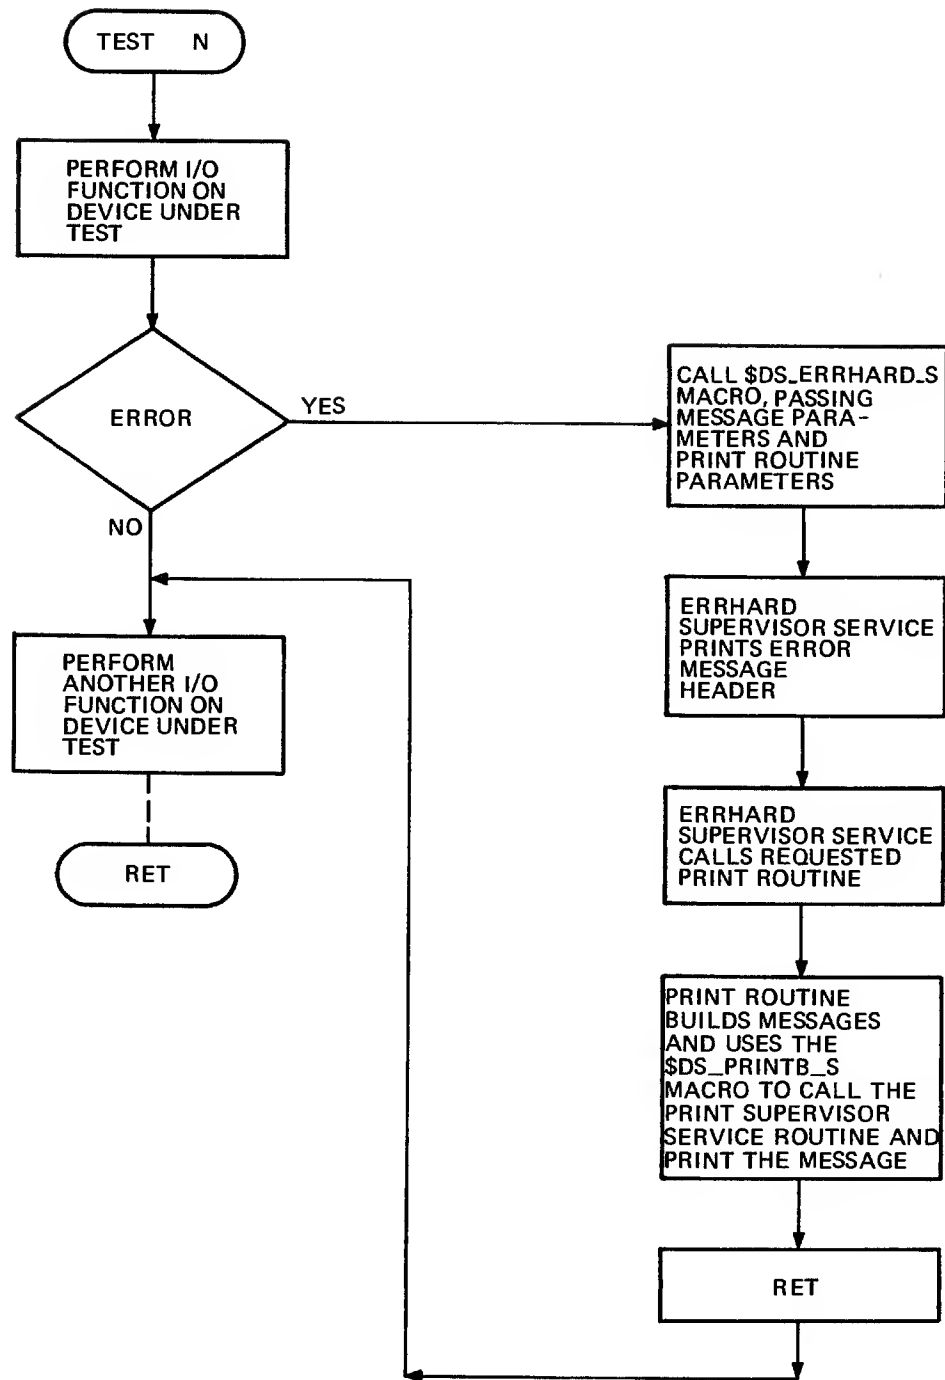 TEST N
PERFORM I/O
FUNCTION ON
DEVICE UNDER
TEST
ERROR
YES
NO
PERFORM
ANOTHER I/O
FUNCTION ON
DEVICE UNDER
TEST
RET
CALL $DS_ERRHARD_S
MACRO, PASSING
MESSAGE PARA-
METERS AND
PRINT ROUTINE
PARAMETERS
ERRHARD
SUPERVISOR SERVICE
PRINTS ERROR
MESSAGE
HEADER
ERRHARD
SUPERVISOR SERVICE
CALLS REQUESTED
PRINT ROUTINE
PRINT ROUTINE
BUILDS MESSAGES
AND USES THE
$DS_PRINTB_S
MACRO TO CALL THE
PRINT SUPERVISOR
SERVICE ROUTINE AND
PRINT THE MESSAGE
RET